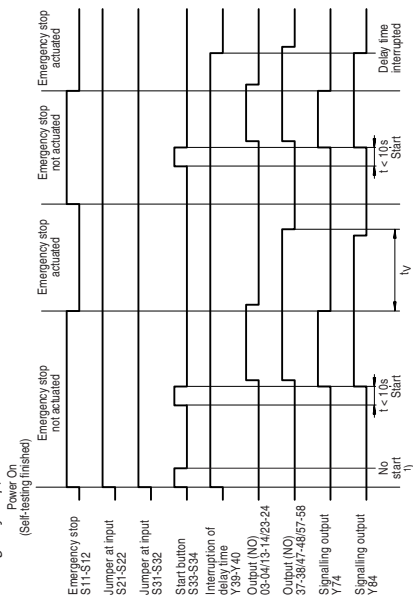 Power On
(Self-testing finished)
Emergency stop
not actuated
Emergency stop
actuated
Emergency stop
not actuated
Emergency stop
actuated
Emergency stop
S11-S12
Jumper at input
S21-S22
Jumper at input
S31-S32
Start button
S33-S34
Interruption of
delay time
Y39-Y40
Output (NO)
03-04/13-14/23-24
Output (NO)
37-38/47-48/57-58
Signalling output
Y74
Signalling output
Y84
No
start
1)
t < 10s
Start
tV
t < 10s
Start
Delay time
interrupted